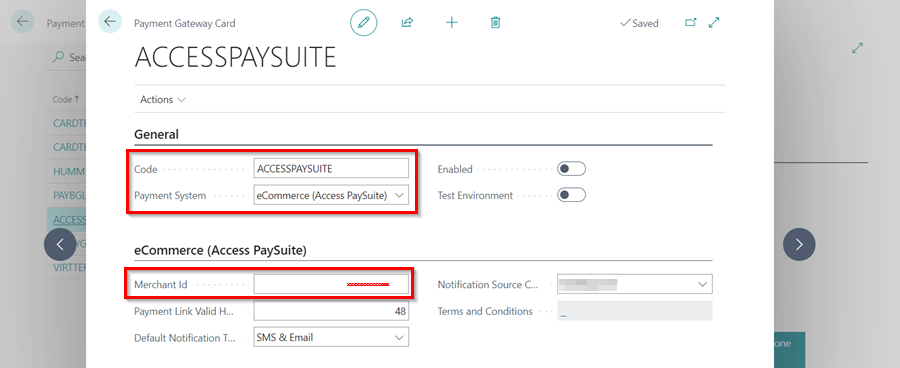 Payment
Payment Gateway Card
Saved
ACCESSPAYSUITE
Sea
Actions
Code ↑
General
CARDTE
CARDTE
Code ACCESSPAYSUITE Enabled
HUMM
Payment System eCommerce (Access PaySuite) Test Environment
PAYBGL
ACCESS
eCommerce (Access PaySuite)
VIRTTER
Merchant Id Notification Source C...
Payment Link Valid H... 48 Terms and Conditions _
Default Notification T... SMS & Email
one